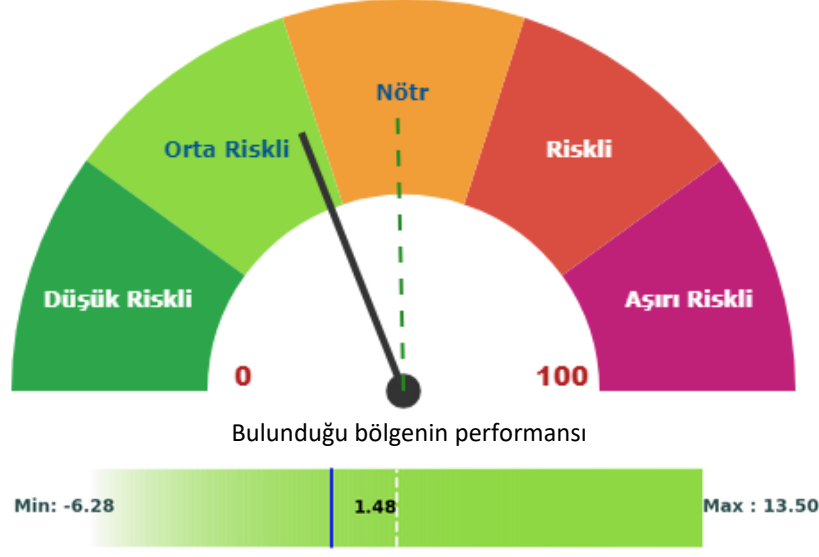 Nötr
Orta Riskli
Riskli
Düşük Riskli
Aşırı Riskli
0
100
Bulunduğu bölgenin performansı
Min: -6.28
1.48
Max : 13.50